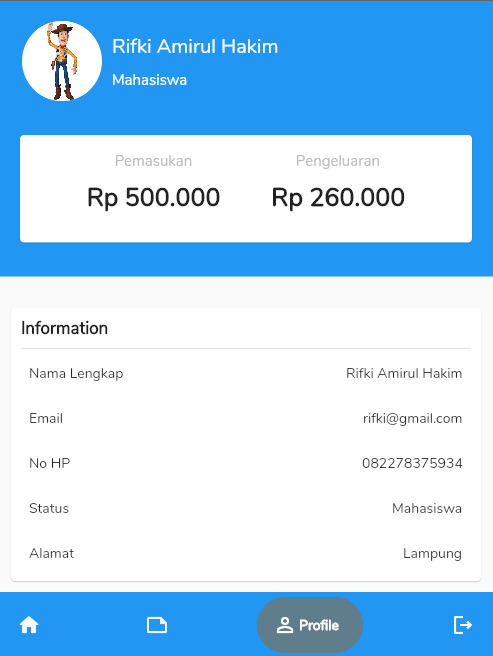 Rifki Amirul Hakim
Mahasiswa
Pemasukan Pengeluaran
Rp 500.000 Rp 260.000
Information
Nama Lengkap Rifki Amirul Hakim
Email rifki@gmail.com
No HP 082278375934
Status Mahasiswa
Alamat Lampung
Profile